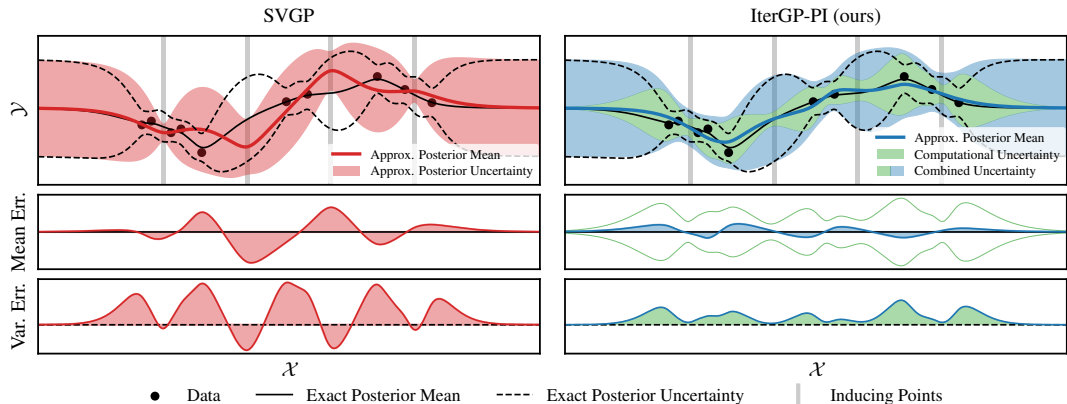 SVGP
IterGP-PI (ours)
𝒴
Approx. Posterior Mean
Approx. Posterior Uncertainty
Approx. Posterior Mean
Computational Uncertainty
Combined Uncertainty
Mean Err.
Var. Err.
𝒳
𝒳
Data
Exact Posterior Mean
Exact Posterior Uncertainty
Inducing Points